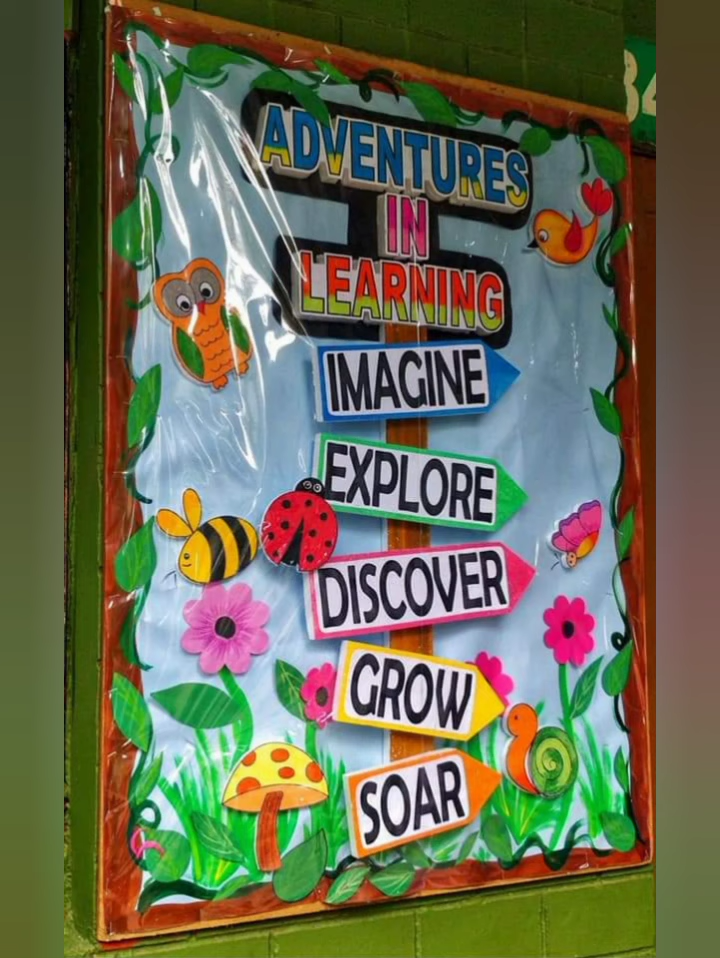 ADVENTURES
IN
LEARNING
IMAGINE
EXPLORE
DISCOVER
GROW
SOAR